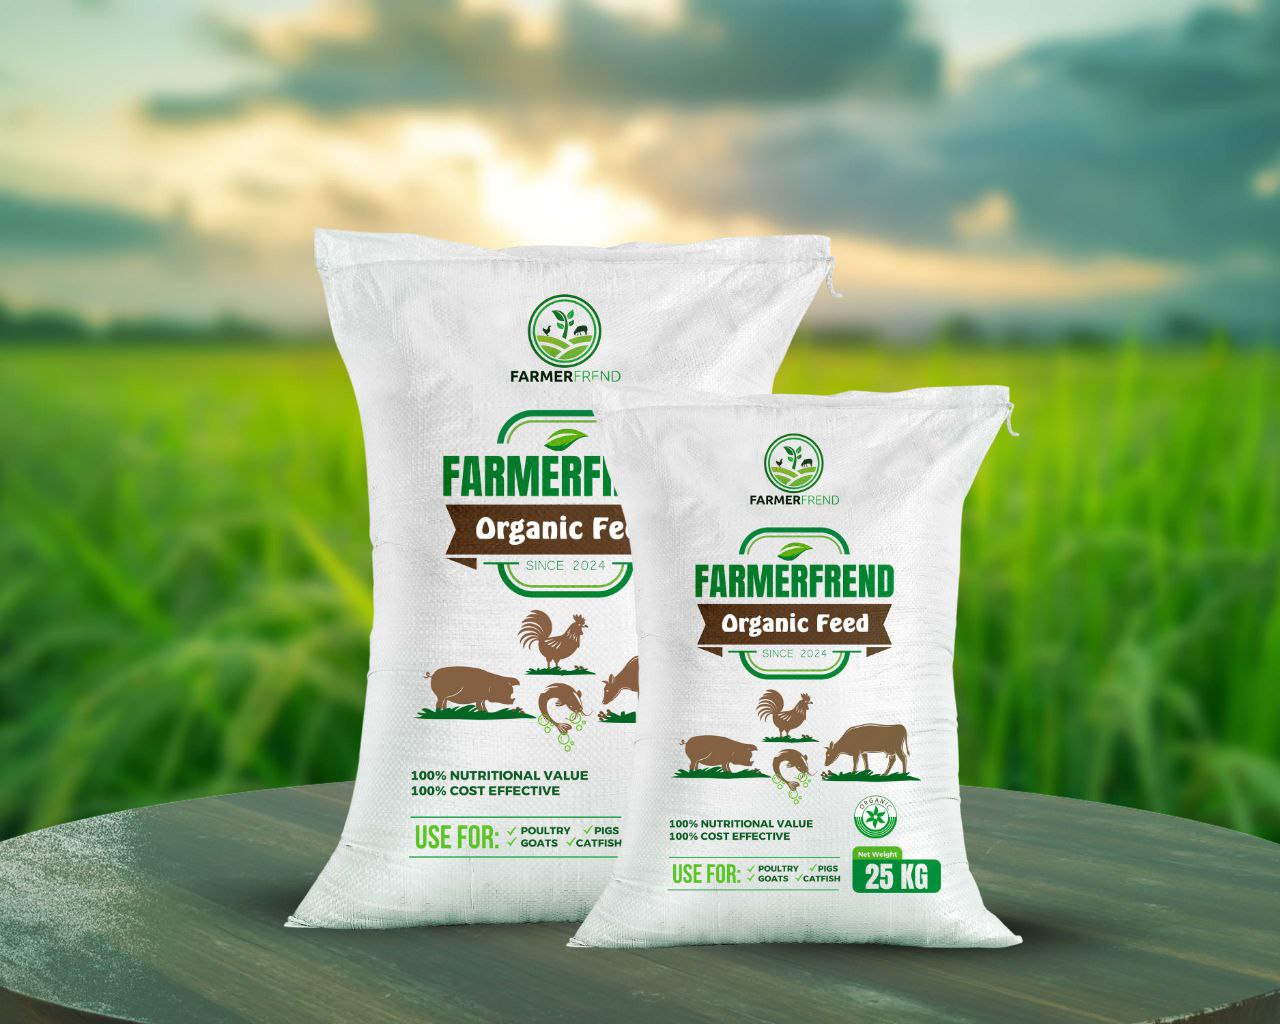 FARMERFREND
FARMERFR
Organic Fe
SINCE 2024
100% NUTRITIONAL VALUE
100% COST EFFECTIVE
USE FOR: ✓ POULTRY ✓ PIGS
✓ GOATS ✓ CATFISH
FARMERFREND
FARMERFREND
Organic Feed
SINCE 2024
ORGANIC
100% NUTRITIONAL VALUE
100% COST EFFECTIVE
Net Weight
25 KG
USE FOR: ✓ POULTRY ✓ PIGS
✓ GOATS ✓ CATFISH